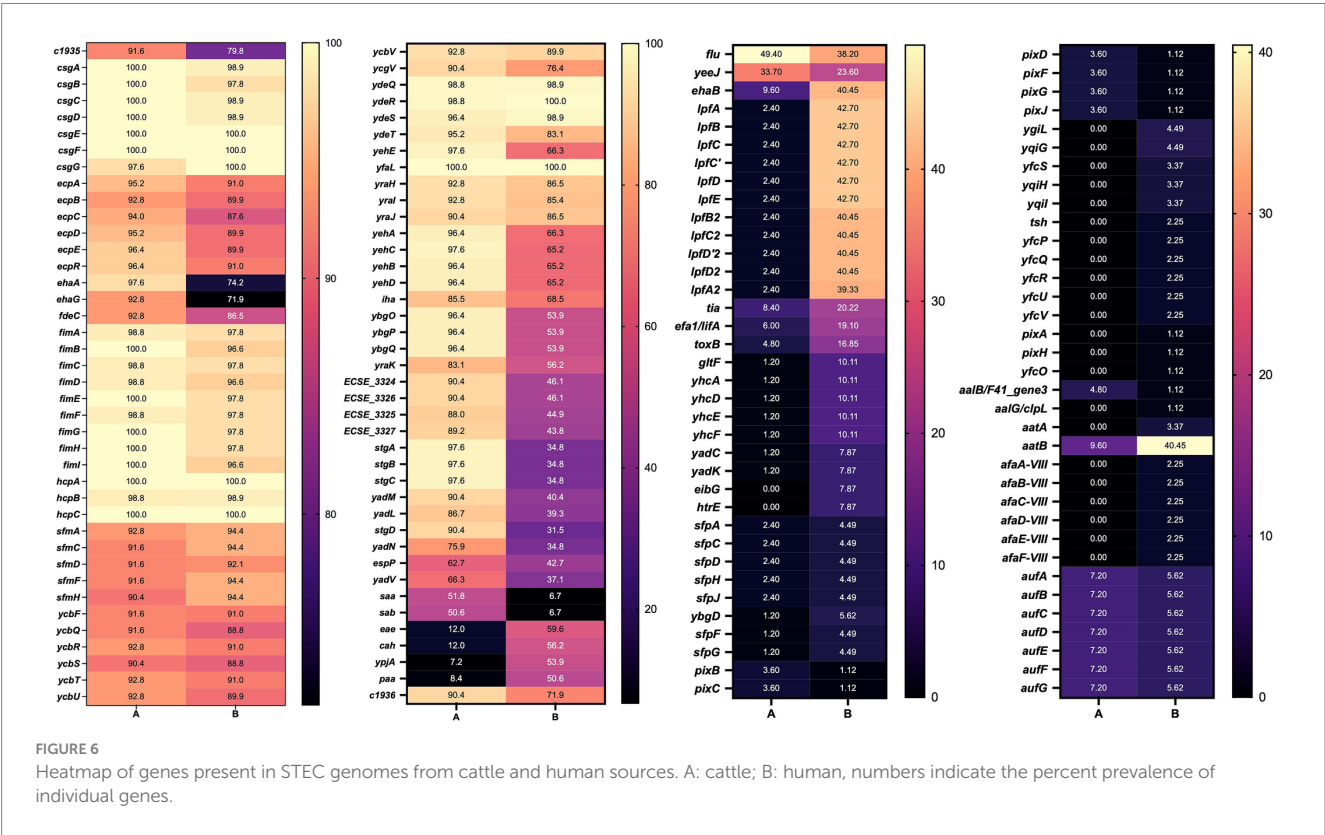 c1935 91.6 79.8
csgA 100.0 98.9
csgB 100.0 97.8
csgC 100.0 98.9
csgD 100.0 98.9
csgE 100.0 100.0
csgF 100.0 100.0
csgG 97.6 100.0
ecpA 95.2 91.0
ecpB 92.8 89.9
ecpC 94.0 87.6
ecpD 95.2 89.9
ecpE 96.4 89.9
ecpR 96.4 91.0
ehaA 97.6 74.2
ehaG 92.8 71.9
fdeC 92.8 86.5
fimA 98.8 97.8
fimB 100.0 96.6
fimC 98.8 97.8
fimD 98.8 96.6
fimE 100.0 97.8
fimF 98.8 97.8
fimG 100.0 97.8
fimH 100.0 97.8
fimI 100.0 96.6
hcpA 100.0 100.0
hcpB 98.8 98.9
hcpC 100.0 100.0
sfmA 92.8 94.4
sfmC 91.6 94.4
sfmD 91.6 92.1
sfmF 91.6 94.4
sfmH 90.4 94.4
ycbF 91.6 91.0
ycbQ 91.6 88.8
ycbR 92.8 91.0
ycbS 90.4 88.8
ycbT 92.8 91.0
ycbU 92.8 89.9
A B
100
90
80
ycbV 92.8 89.9
ycgV 90.4 76.4
ydeQ 98.8 98.9
ydeR 98.8 100.0
ydeS 96.4 98.9
ydeT 95.2 83.1
yehE 97.6 66.3
yfaL 100.0 100.0
yraH 92.8 86.5
yraI 92.8 85.4
yraJ 90.4 86.5
yehA 96.4 66.3
yehC 97.6 65.2
yehB 96.4 65.2
yehD 96.4 65.2
iha 85.5 68.5
ybgO 96.4 53.9
ybgP 96.4 53.9
ybgQ 96.4 53.9
yraK 83.1 56.2
ECSE_3324 90.4 46.1
ECSE_3326 90.4 46.1
ECSE_3325 88.0 44.9
ECSE_3327 89.2 43.8
stgA 97.6 34.8
stgB 97.6 34.8
stgC 97.6 34.8
yadM 90.4 40.4
yadL 86.7 39.3
stgD 90.4 31.5
yadN 75.9 34.8
espP 62.7 42.7
yadV 66.3 37.1
saa 51.8 6.7
sab 50.6 6.7
eae 12.0 59.6
cah 12.0 56.2
ypjA 7.2 53.9
paa 8.4 50.6
c1936 90.4 71.9
A B
100
80
60
40
20
flu 49.40 38.20
yeeJ 33.70 23.60
ehaB 9.60 40.45
lpfA 2.40 42.70
lpfB 2.40 42.70
lpfC 2.40 42.70
lpfC' 2.40 42.70
lpfD 2.40 42.70
lpfE 2.40 42.70
lpfB2 2.40 40.45
lpfC2 2.40 40.45
lpfD'2 2.40 40.45
lpfD2 2.40 40.45
lpfA2 2.40 39.33
tia 8.40 20.22
efa1/lifA 6.00 19.10
toxB 4.80 16.85
gltF 1.20 10.11
yhcA 1.20 10.11
yhcD 1.20 10.11
yhcE 1.20 10.11
yhcF 1.20 10.11
yadC 1.20 7.87
yadK 1.20 7.87
eibG 0.00 7.87
htrE 0.00 7.87
sfpA 2.40 4.49
sfpC 2.40 4.49
sfpD 2.40 4.49
sfpH 2.40 4.49
sfpJ 2.40 4.49
ybgD 1.20 5.62
sfpF 1.20 4.49
sfpG 1.20 4.49
pixB 3.60 1.12
pixC 3.60 1.12
A B
40
30
20
10
0
pixD 3.60 1.12
pixF 3.60 1.12
pixG 3.60 1.12
pixJ 3.60 1.12
ygiL 0.00 4.49
yqiG 0.00 4.49
yfcS 0.00 3.37
yqiH 0.00 3.37
yqiI 0.00 3.37
tsh 0.00 2.25
yfcP 0.00 2.25
yfcQ 0.00 2.25
yfcR 0.00 2.25
yfcU 0.00 2.25
yfcV 0.00 2.25
pixA 0.00 1.12
pixH 0.00 1.12
yfcO 0.00 1.12
aalB/F41_gene3 4.80 1.12
aalG/clpL 0.00 1.12
aatA 0.00 3.37
aatB 9.60 40.45
afaA-VIII 0.00 2.25
afaB-VIII 0.00 2.25
afaC-VIII 0.00 2.25
afaD-VIII 0.00 2.25
afaE-VIII 0.00 2.25
afaF-VIII 0.00 2.25
aufA 7.20 5.62
aufB 7.20 5.62
aufC 7.20 5.62
aufD 7.20 5.62
aufE 7.20 5.62
aufF 7.20 5.62
aufG 7.20 5.62
A B
40
30
20
10
0
FIGURE 6
Heatmap of genes present in STEC genomes from cattle and human sources. A: cattle; B: human, numbers indicate the percent prevalence of
individual genes.